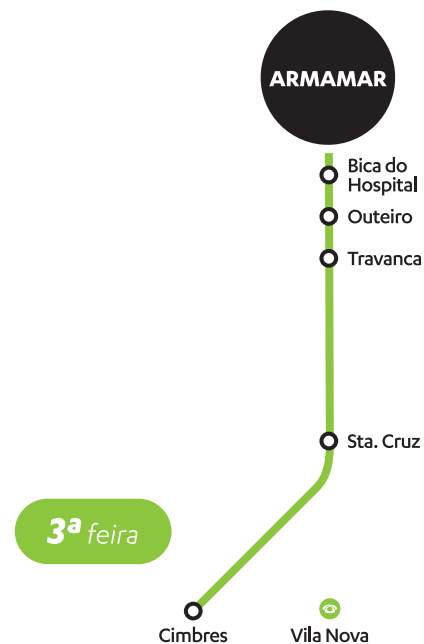 ARMAMAR
Bica do
Hospital
Outeiro
Travanca
Sta. Cruz
3ª feira
Cimbres
Vila Nova